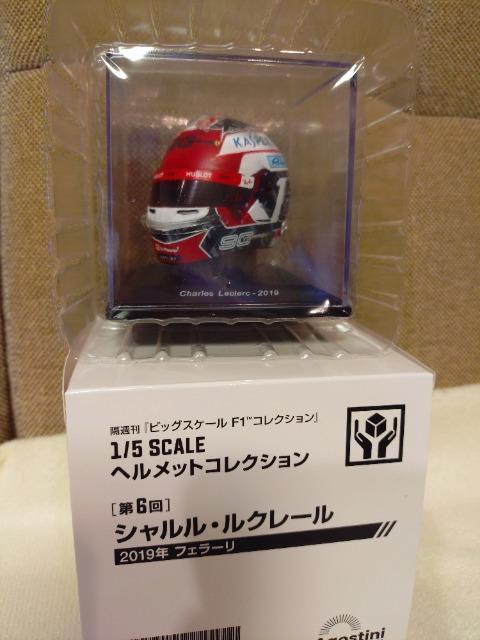 KASPE
HUBLOT
Charles Leclerc - 2019
隔週刊『ビッグスケール F1™コレクション』
1/5 SCALE
ヘルメットコレクション
[第6回]
シャルル・ルクレール
2019年 フェラーリ
Agostini